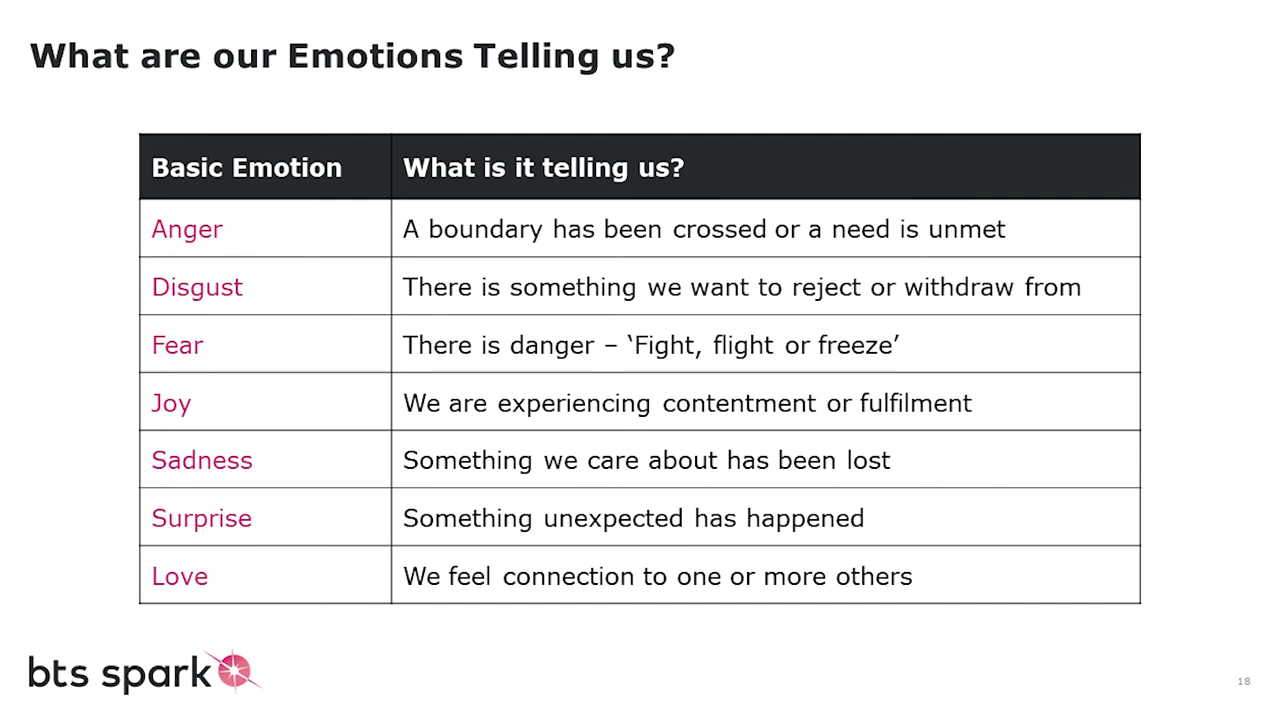 What are our Emotions Telling us?
Basic Emotion What is it telling us?
Anger A boundary has been crossed or a need is unmet
Disgust There is something we want to reject or withdraw from
Fear There is danger – ‘Fight, flight or freeze’
Joy We are experiencing contentment or fulfilment
Sadness Something we care about has been lost
Surprise Something unexpected has happened
Love We feel connection to one or more others
bts spark
18